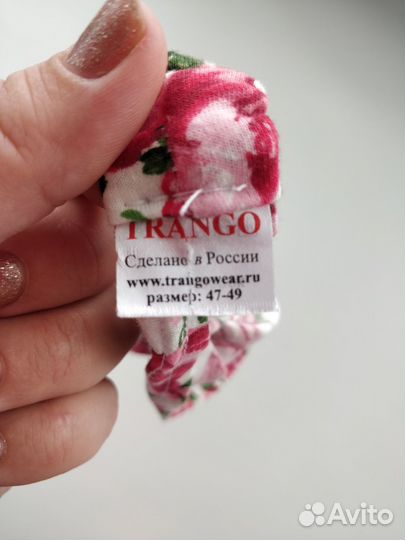 TRANGO
Сделано в России
www.trangowear.ru
размер: 47-49
Avito